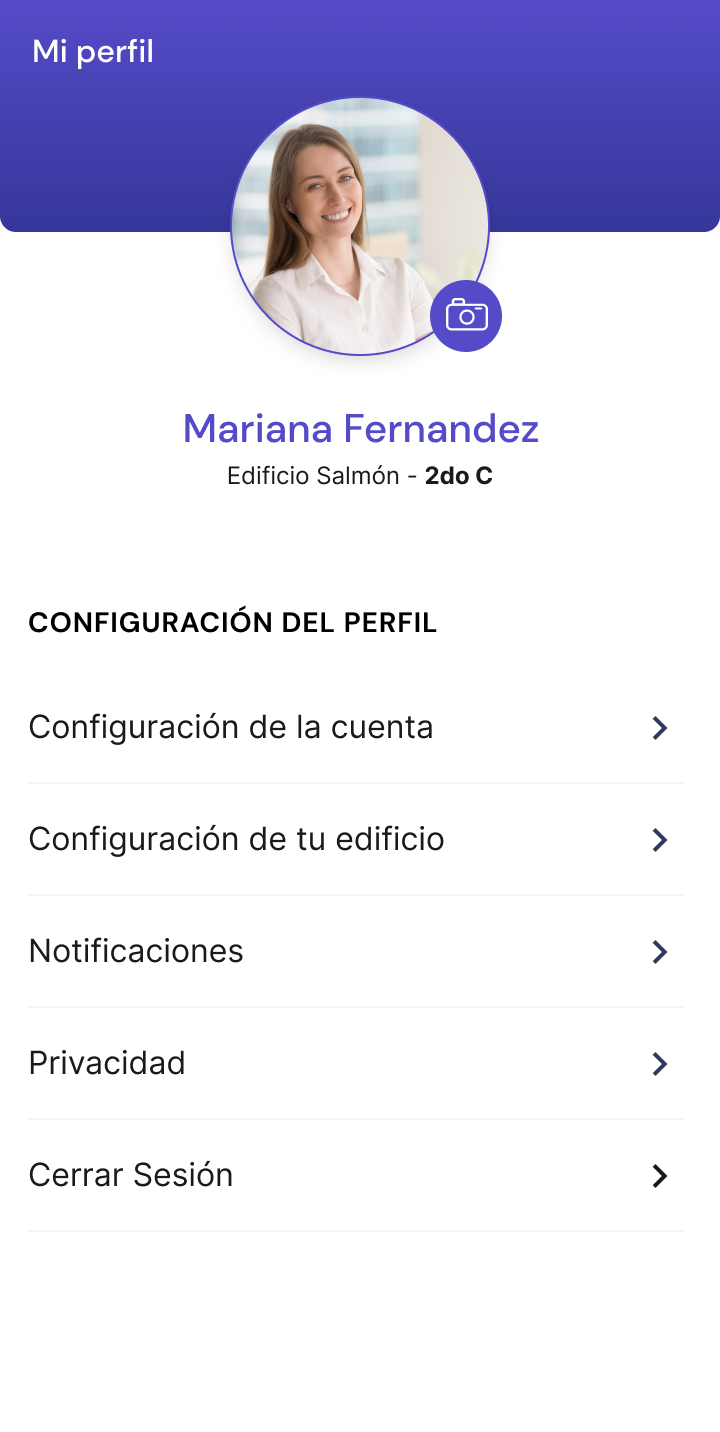 Mi perfil
Mariana Fernandez
Edificio Salmón - 2do C
CONFIGURACIÓN DEL PERFIL
Configuración de la cuenta
Configuración de tu edificio
Notificaciones
Privacidad
Cerrar Sesión